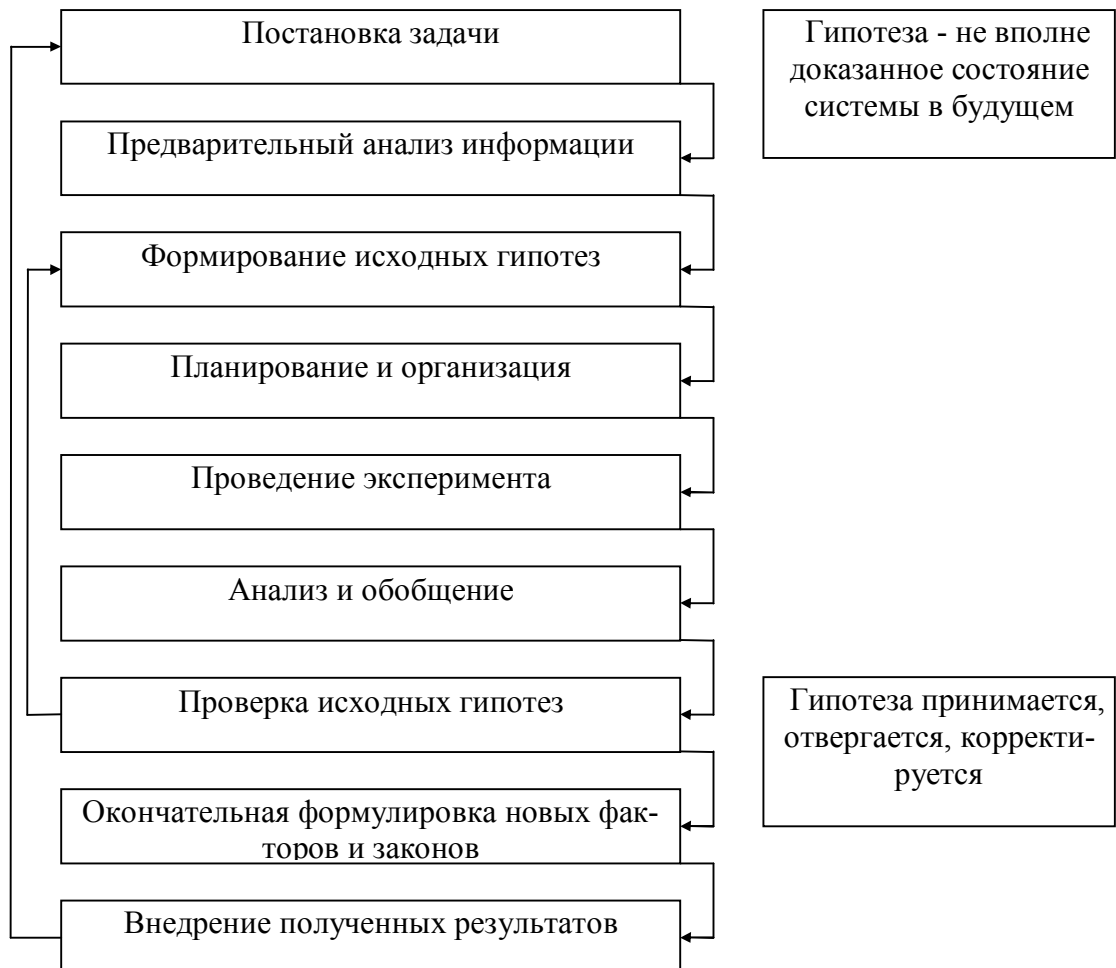 Постановка задачи
Гипотеза - не вполне
доказанное состояние
системы в будущем
Предварительный анализ информации
Формирование исходных гипотез
Планирование и организация
Проведение эксперимента
Анализ и обобщение
Проверка исходных гипотез
Гипотеза принимается,
отвергается, корректи-
руется
Окончательная формулировка новых фак-
торов и законов
Внедрение полученных результатов